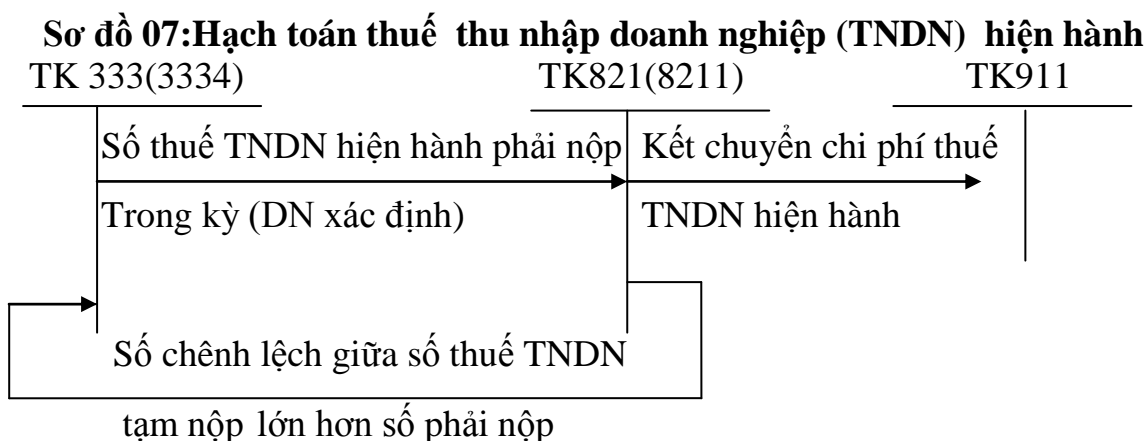 Sơ đồ 07:Hạch toán thuế thu nhập doanh nghiệp (TNDN) hiện hành
TK 333(3334) TK821(8211) TK911
Số thuế TNDN hiện hành phải nộp Kết chuyển chi phí thuế
Trong kỳ (DN xác định) TNDN hiện hành
Số chênh lệch giữa số thuế TNDN
tạm nộp lớn hơn số phải nộp